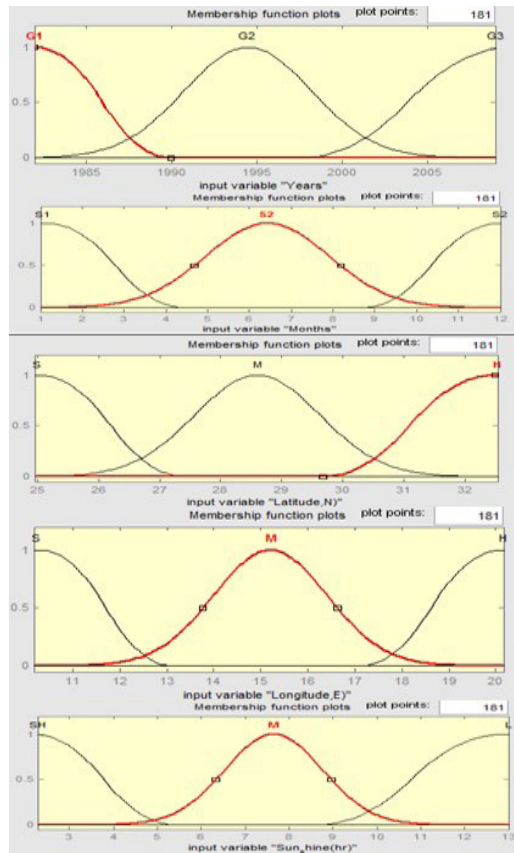 Membership function plots plot points: 181
G1 G2 G3
1
0.5
0
1985 1990 1995 2000 2005
input variable "Years"
Membership function plots plot points: 181
S1 S2 S2
1
0.5
0
1 2 3 4 5 6 7 8 9 10 11 12
input variable "Months"
Membership function plots plot points: 181
S M H
1
0.5
0
25 26 27 28 29 30 31 32
input variable "Latitude,N)"
Membership function plots plot points: 181
S M H
1
0.5
0
11 12 13 14 15 16 17 18 19 20
input variable "Longitude,E)"
Membership function plots plot points: 181
SH M L
1
0.5
0
3 4 5 6 7 8 9 10 11 12 13
input variable "Sun_hine(hr)"